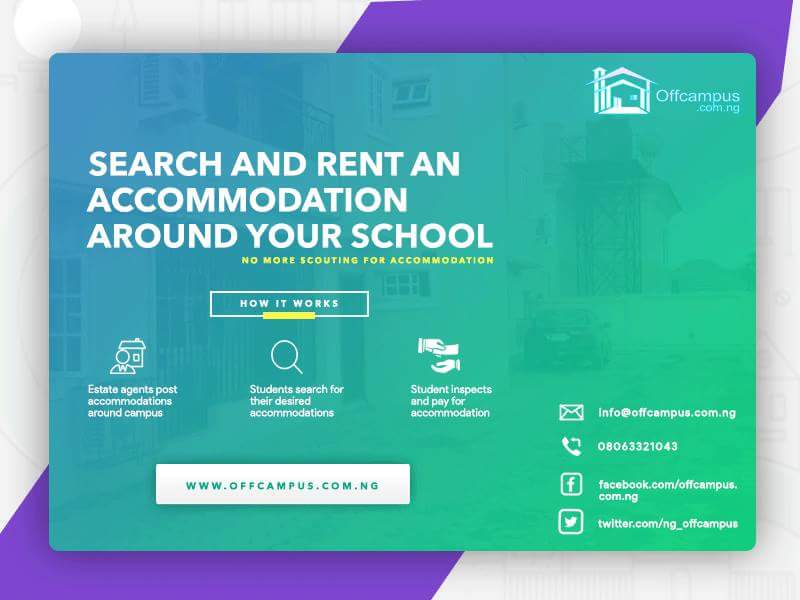 Offcampus
.com.ng
SEARCH AND RENT AN
ACCOMMODATION
AROUND YOUR SCHOOL
NO MORE SCOUTING FOR ACCOMMODATION
HOW IT WORKS
Estate agents post
accommodations
around campus
Students search for
their desired
accommodations
Student inspects
and pay for
accommodation
WWW.OFFCAMPUS.COM.NG
info@offcampus.com.ng
08063321043
facebook.com/offcampus.
com.ng
twitter.com/ng_offcampus